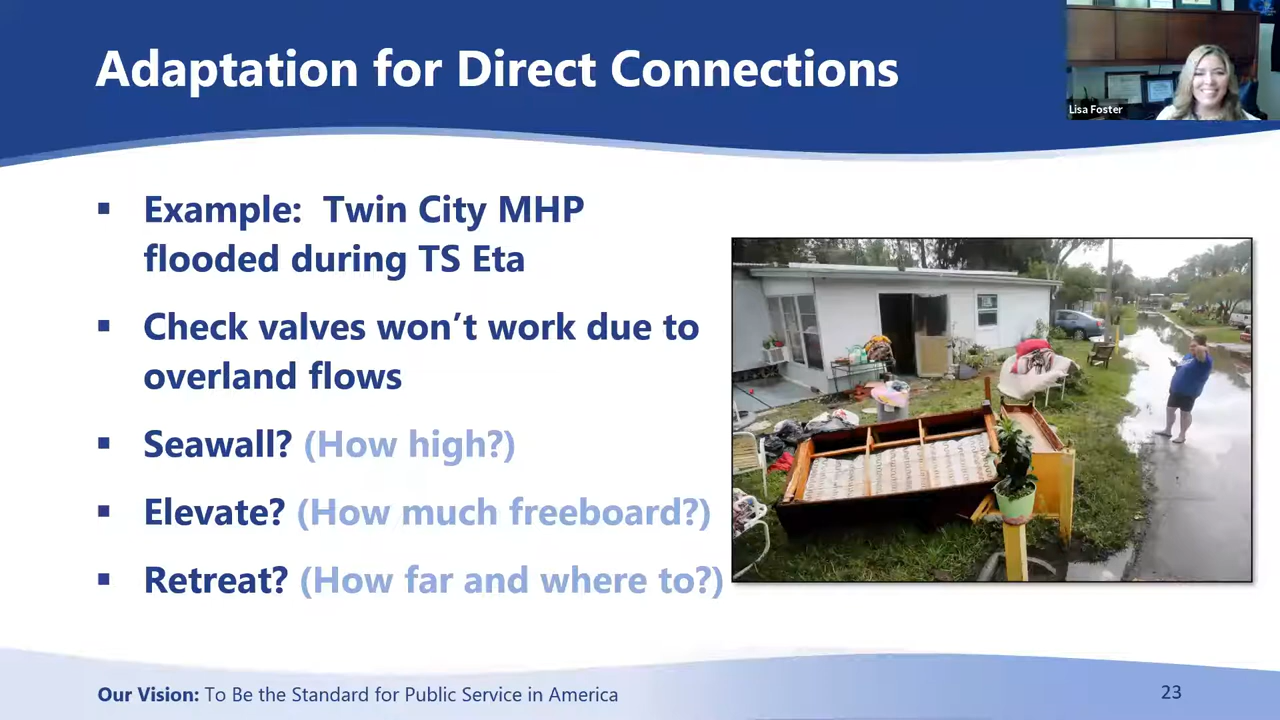 Adaptation for Direct Connections
Lisa Foster
▪ Example:  Twin City MHP
flooded during TS Eta
▪ Check valves won’t work due to
overland flows
▪ Seawall? (How high?)
▪ Elevate? (How much freeboard?)
▪ Retreat? (How far and where to?)
Our Vision: To Be the Standard for Public Service in America
23